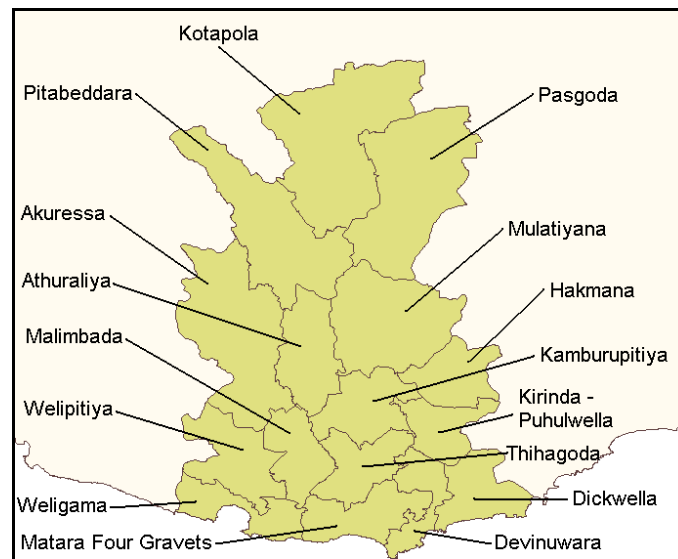 Kotapola
Pitabeddara
Pasgoda
Akuressa
Mulatiyana
Athuraliya
Hakmana
Malimbada
Kamburupitiya
Kirinda -
Puhulwella
Welipitiya
Thihagoda
Weligama
Dickwella
Matara Four Gravets
Devinuwara